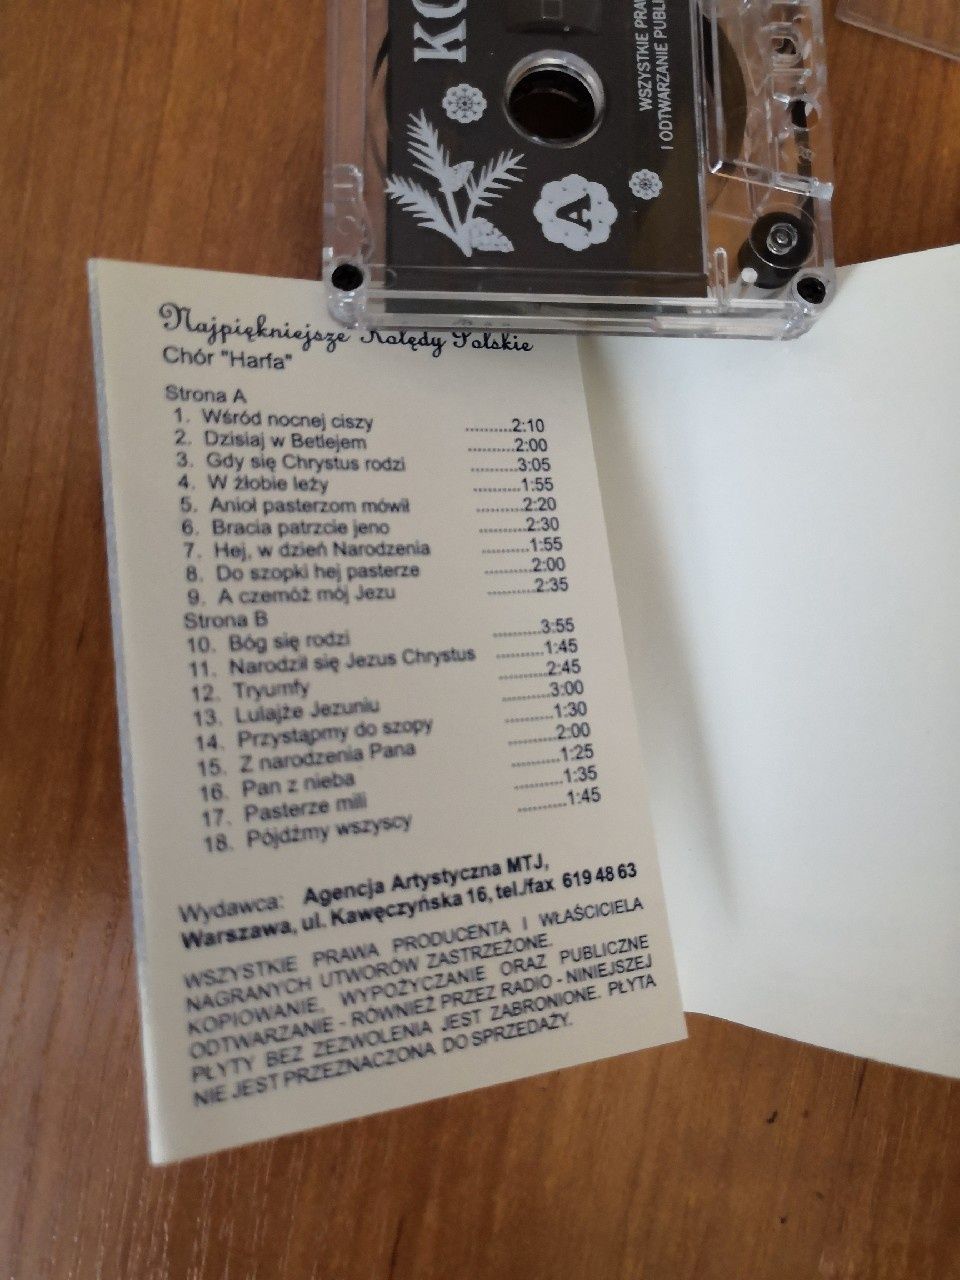 KO
WSZYSTKIE PRA
I ODTWARZANIE PUBL
A
Najpiękniejsze Kolędy Polskie
Chór "Harfa"
Strona A
1. Wśród nocnej ciszy ..........2:10
2. Dzisiaj w Betlejem ..........2:00
3. Gdy się Chrystus rodzi ..........3:05
4. W żłobie leży ..........1:55
5. Anioł pasterzom mówił ..........2:20
6. Bracia patrzcie jeno ..........2:30
7. Hej, w dzień Narodzenia ..........1:55
8. Do szopki hej pasterze ..........2:00
9. A czemóż mój Jezu ..........2:35
Strona B
10. Bóg się rodzi ..........3:55
11. Narodził się Jezus Chrystus ..........1:45
12. Tryumfy ..........2:45
13. Lulajże Jezuniu ..........3:00
14. Przystąpmy do szopy ..........1:30
15. Z narodzenia Pana ..........2:00
16. Pan z nieba ..........1:25
17. Pasterze mili ..........1:35
18. Pójdźmy wszyscy ..........1:45
Wydawca: Agencja Artystyczna MTJ,
Warszawa, ul. Kawęczyńska 16, tel./fax 619 48 63
WSZYSTKIE PRAWA PRODUCENTA I WŁAŚCICIELA
NAGRANYCH UTWORÓW ZASTRZEŻONE.
KOPIOWANIE, WYPOŻYCZANIE ORAZ PUBLICZNE
ODTWARZANIE - RÓWNIEŻ PRZEZ RADIO - NINIEJSZEJ
PŁYTY BEZ ZEZWOLENIA JEST ZABRONIONE. PŁYTA
NIE JEST PRZEZNACZONA DO SPRZEDAŻY.